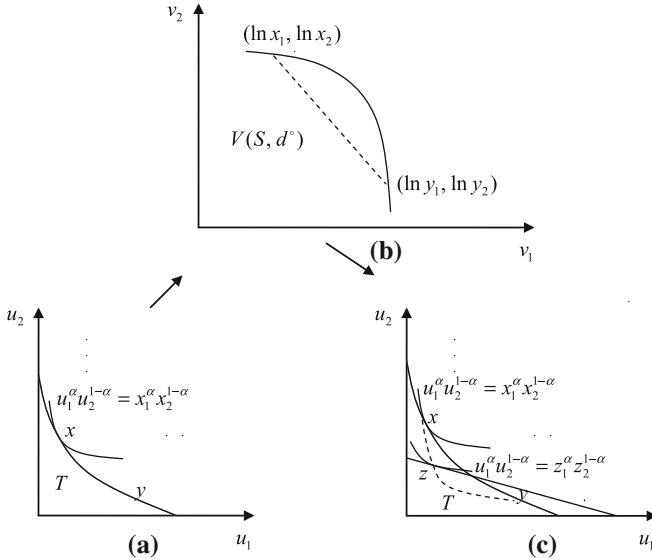 v₂
(ln x₁, ln x₂)
V(S, d°)
(ln y₁, ln y₂)
v₁
(b)
u₂
u₁^α u₂^{1−α} = x₁^α x₂^{1−α}
x
T
y
u₁
(a)
u₂
u₁^α u₂^{1−α} = x₁^α x₂^{1−α}
x
u₁^α u₂^{1−α} = z₁^α z₂^{1−α}
z
y
T
u₁
(c)